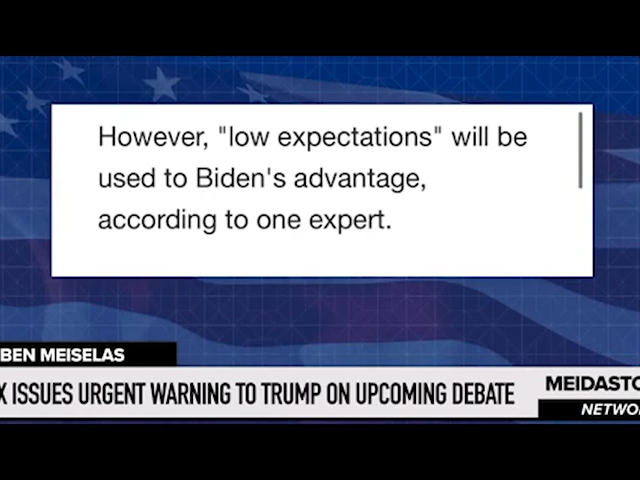 However, "low expectations" will be
used to Biden's advantage,
according to one expert.
BEN MEISELAS
X ISSUES URGENT WARNING TO TRUMP ON UPCOMING DEBATE
MEIDASTO
NETWO